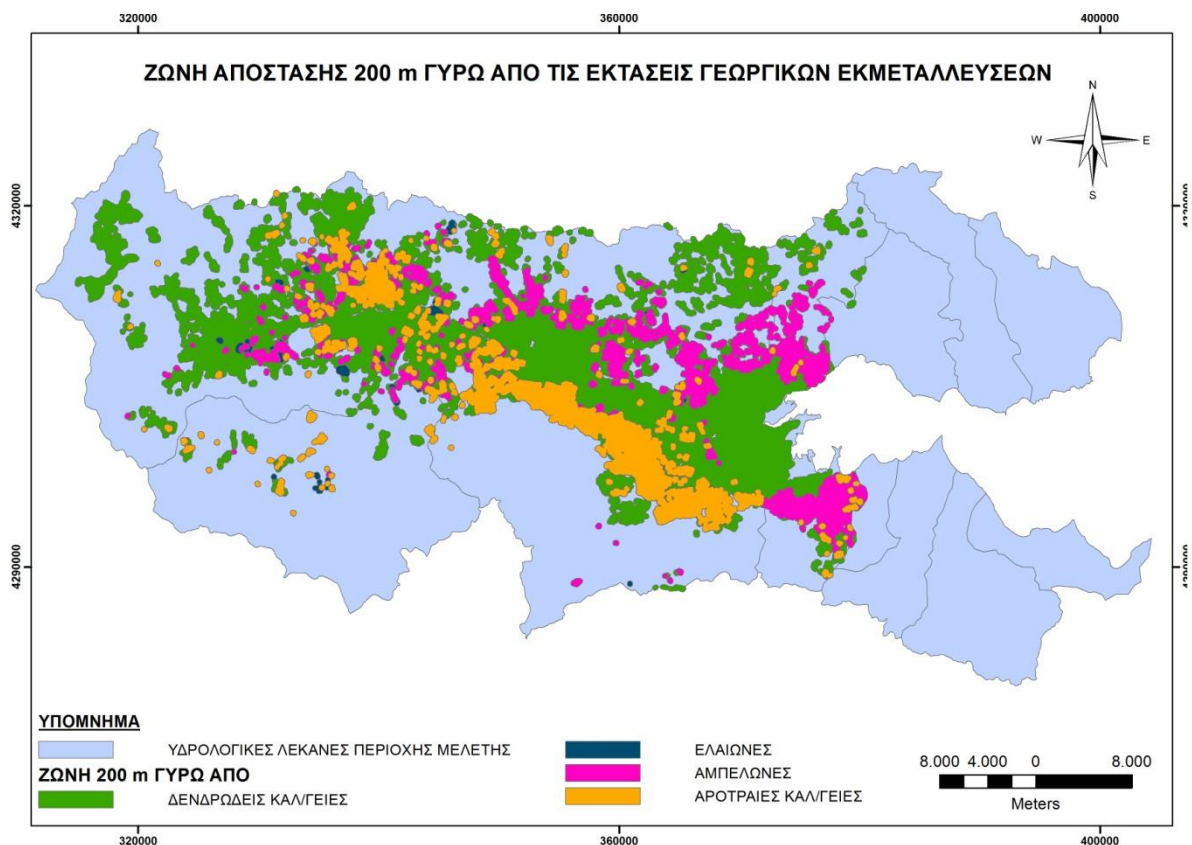 320000 360000 400000
ΖΩΝΗ ΑΠΟΣΤΑΣΗΣ 200 m ΓΥΡΩ ΑΠΟ ΤΙΣ ΕΚΤΑΣΕΙΣ ΓΕΩΡΓΙΚΩΝ ΕΚΜΕΤΑΛΛΕΥΣΕΩΝ
N
W E
S
4320000 4320000
4290000 4290000
ΥΠΟΜΝΗΜΑ
ΥΔΡΟΛΟΓΙΚΕΣ ΛΕΚΑΝΕΣ ΠΕΡΙΟΧΗΣ ΜΕΛΕΤΗΣ
ΖΩΝΗ 200 m ΓΥΡΩ ΑΠΟ
ΔΕΝΔΡΩΔΕΙΣ ΚΑΛ/ΓΕΙΕΣ
ΕΛΑΙΩΝΕΣ
ΑΜΠΕΛΩΝΕΣ
ΑΡΟΤΡΑΙΕΣ ΚΑΛ/ΓΕΙΕΣ
8.000 4.000 0 8.000
Meters
320000 360000 400000